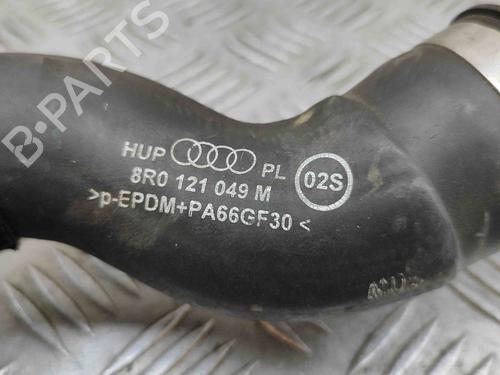 B-PARTS
HUP PL
8R0 121 049 M
02S
>p-EPDM+PA66GF30<